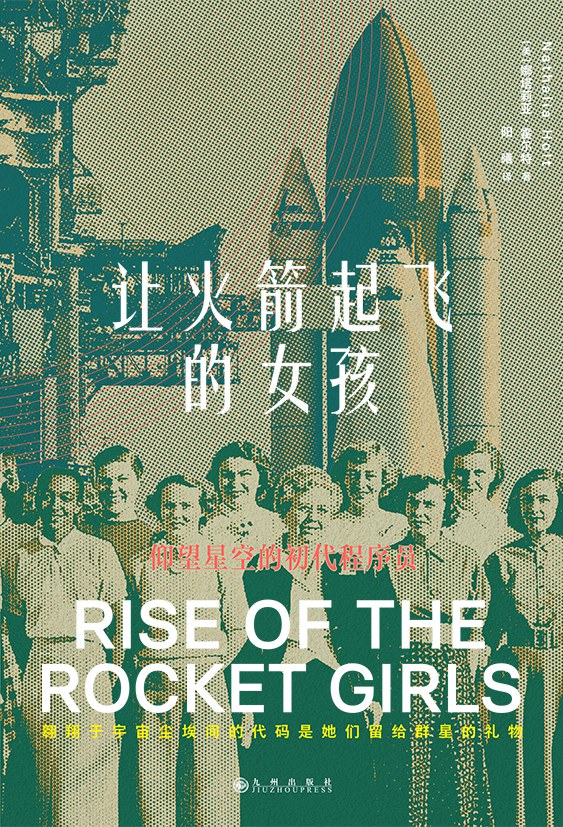 Nathalia Holt
[美] 娜塔莉娅·霍尔特 著
阳曦 译
让火箭起飞
的女孩
仰望星空的初代程序员
RISE OF THE
ROCKET GIRLS
翱翔于宇宙尘埃间的代码是她们留给群星的礼物
九州出版社
JIUZHOUPRESS